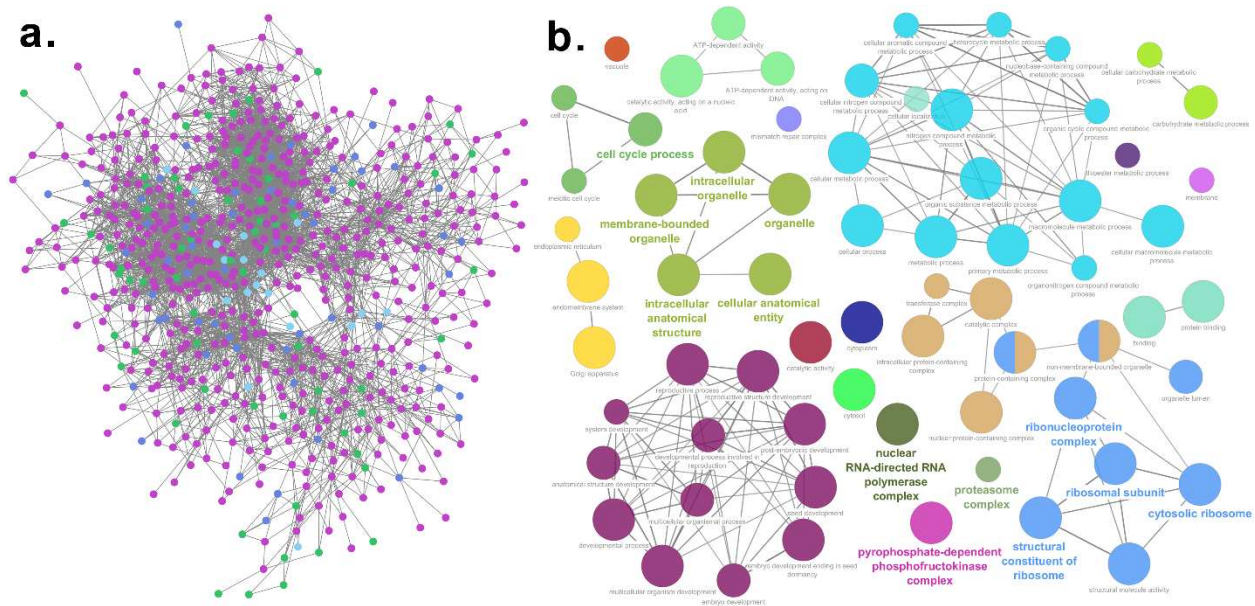 a.
b.
vacuole
ATP-dependent activity
catalytic activity, acting on a nucleic
acid
ATP-dependent activity, acting on
DNA
mismatch repair complex
cell cycle
cell cycle process
meiotic cell cycle
intracellular
organelle
membrane-bounded
organelle
organelle
intracellular
anatomical
structure
cellular anatomical
entity
endoplasmic reticulum
endomembrane system
Golgi apparatus
cellular aromatic compound
metabolic process
heterocycle metabolic process
nucleobase-containing compound
metabolic process
cellular nitrogen compound metabolic
process
cellular localization
nitrogen compound metabolic
process
organic cyclic compound metabolic
process
cellular metabolic process
organic substance metabolic process
macromolecule metabolic process
cellular process
metabolic process
primary metabolic process
cellular macromolecule metabolic
process
organonitrogen compound metabolic
process
cellular carbohydrate metabolic
process
carbohydrate metabolic process
thioester metabolic process
membrane
transferase complex
catalytic complex
intracellular protein-containing
complex
protein-containing complex
non-membrane-bounded organelle
nuclear protein-containing complex
binding
protein binding
organelle lumen
catalytic activity
cytoplasm
cytosol
nuclear
RNA-directed RNA
polymerase
complex
proteasome
complex
pyrophosphate-dependent
phosphofructokinase
complex
ribonucleoprotein
complex
ribosomal subunit
cytosolic ribosome
structural
constituent of
ribosome
structural molecule activity
reproductive process
reproductive structure development
system development
developmental process involved in
reproduction
post-embryonic development
anatomical structure development
multicellular organismal process
seed development
developmental process
embryo development ending in seed
dormancy
multicellular organism development
embryo development